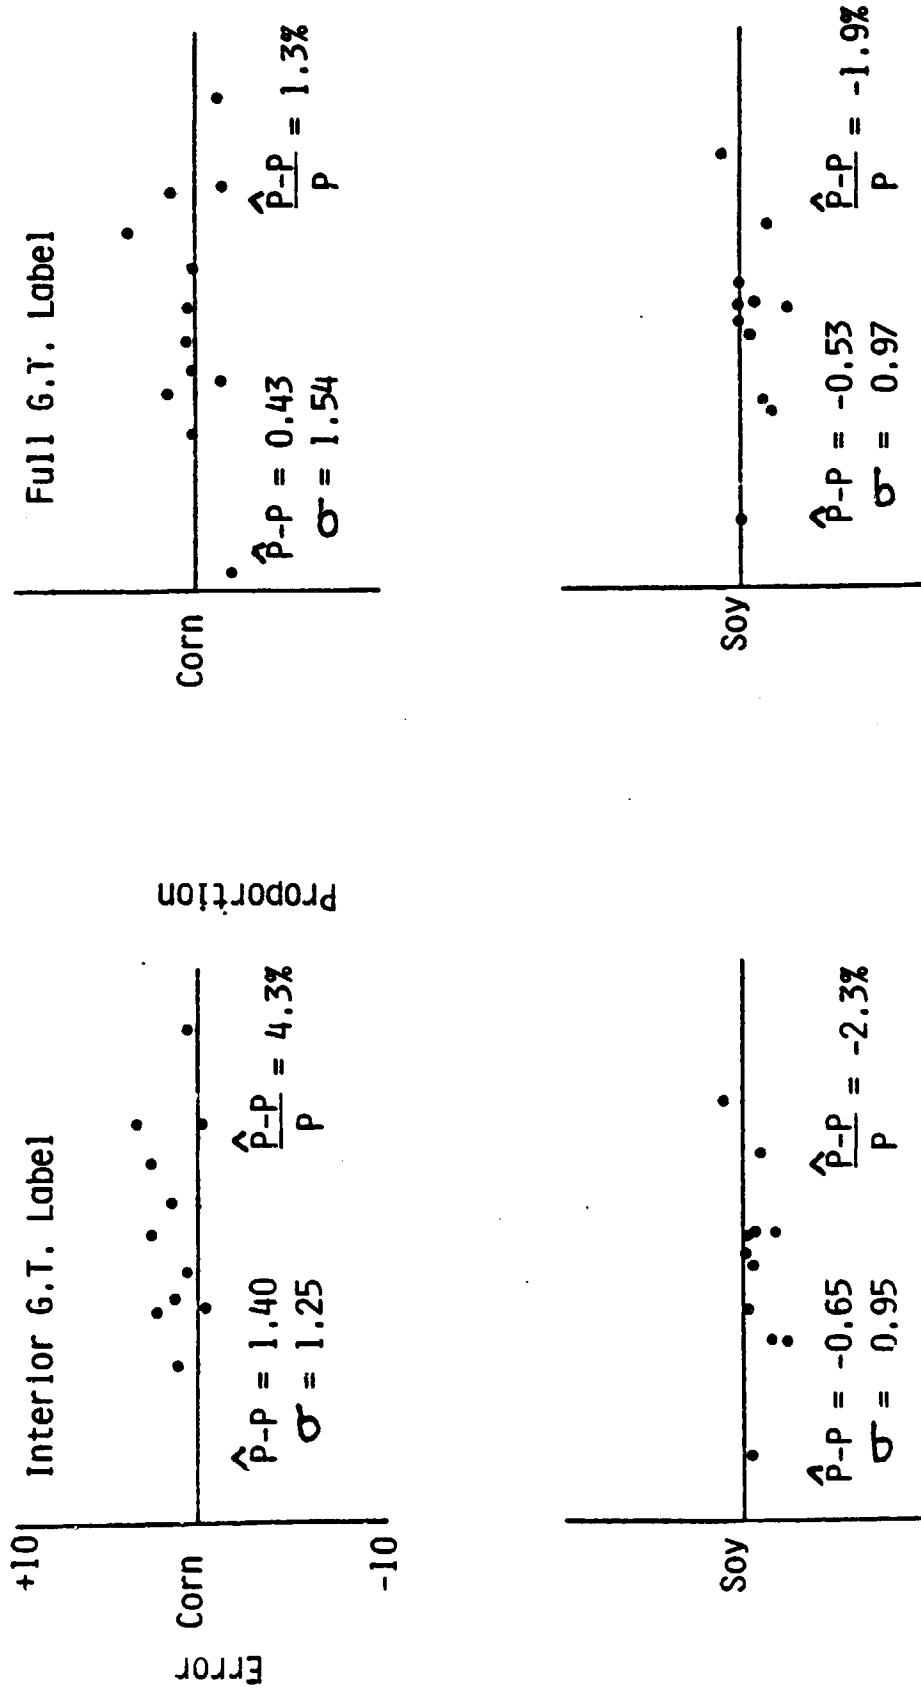 Interior G.T. Label
Full G.T. Label
Error
+10
Corn
-10
P̂-P = 1.40
σ = 1.25
P̂-P
P
= 4.3%
Proportion
Corn
P̂-P = 0.43
σ = 1.54
P̂-P
P
= 1.3%
Soy
P̂-P = -0.65
σ = 0.95
P̂-P
P
= -2.3%
Soy
P̂-P = -0.53
σ = 0.97
P̂-P
P
= -1.9%